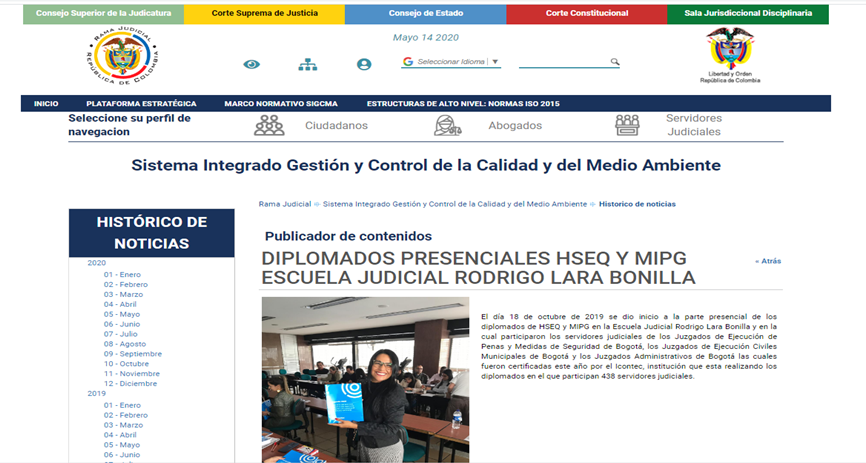 Consejo Superior de la Judicatura
Corte Suprema de Justicia
Consejo de Estado
Corte Constitucional
Sala Jurisdiccional Disciplinaria
RAMA JUDICIAL
REPÚBLICA DE COLOMBIA
Mayo 14 2020
G Seleccionar Idioma | ▼
Libertad y Orden
República de Colombia
INICIO
PLATAFORMA ESTRATÉGICA
MARCO NORMATIVO SIGCMA
ESTRUCTURAS DE ALTO NIVEL: NORMAS ISO 2015
Seleccione su perfil de
navegacion
Ciudadanos
Abogados
Servidores
Judiciales
Sistema Integrado Gestión y Control de la Calidad y del Medio Ambiente
Rama Judicial Sistema Integrado Gestión y Control de la Calidad y del Medio Ambiente Historico de noticias
HISTÓRICO DE
NOTICIAS
2020
01 - Enero
02 - Febrero
03 - Marzo
04 - Abril
05 - Mayo
06 - Junio
07 - Julio
08 - Agosto
09 - Septiembre
10 - Octubre
11 - Noviembre
12 - Diciembre
2019
01 - Enero
02 - Febrero
03 - Marzo
04 - Abril
05 - Mayo
06 - Junio
Publicador de contenidos
DIPLOMADOS PRESENCIALES HSEQ Y MIPG
ESCUELA JUDICIAL RODRIGO LARA BONILLA
« Atrás
El día 18 de octubre de 2019 se dio inicio a la parte presencial de los
diplomados de HSEQ y MIPG en la Escuela Judicial Rodrigo Lara Bonilla y en la
cual participaron los servidores judiciales de los Juzgados de Ejecución de
Penas y Medidas de Seguridad de Bogotá, los Juzgados de Ejecución Civiles
Municipales de Bogotá y los Juzgados Administrativos de Bogotá las cuales
fueron certificadas este año por el Icontec, institución que esta realizando los
diplomados en el que participan 438 servidores judiciales.